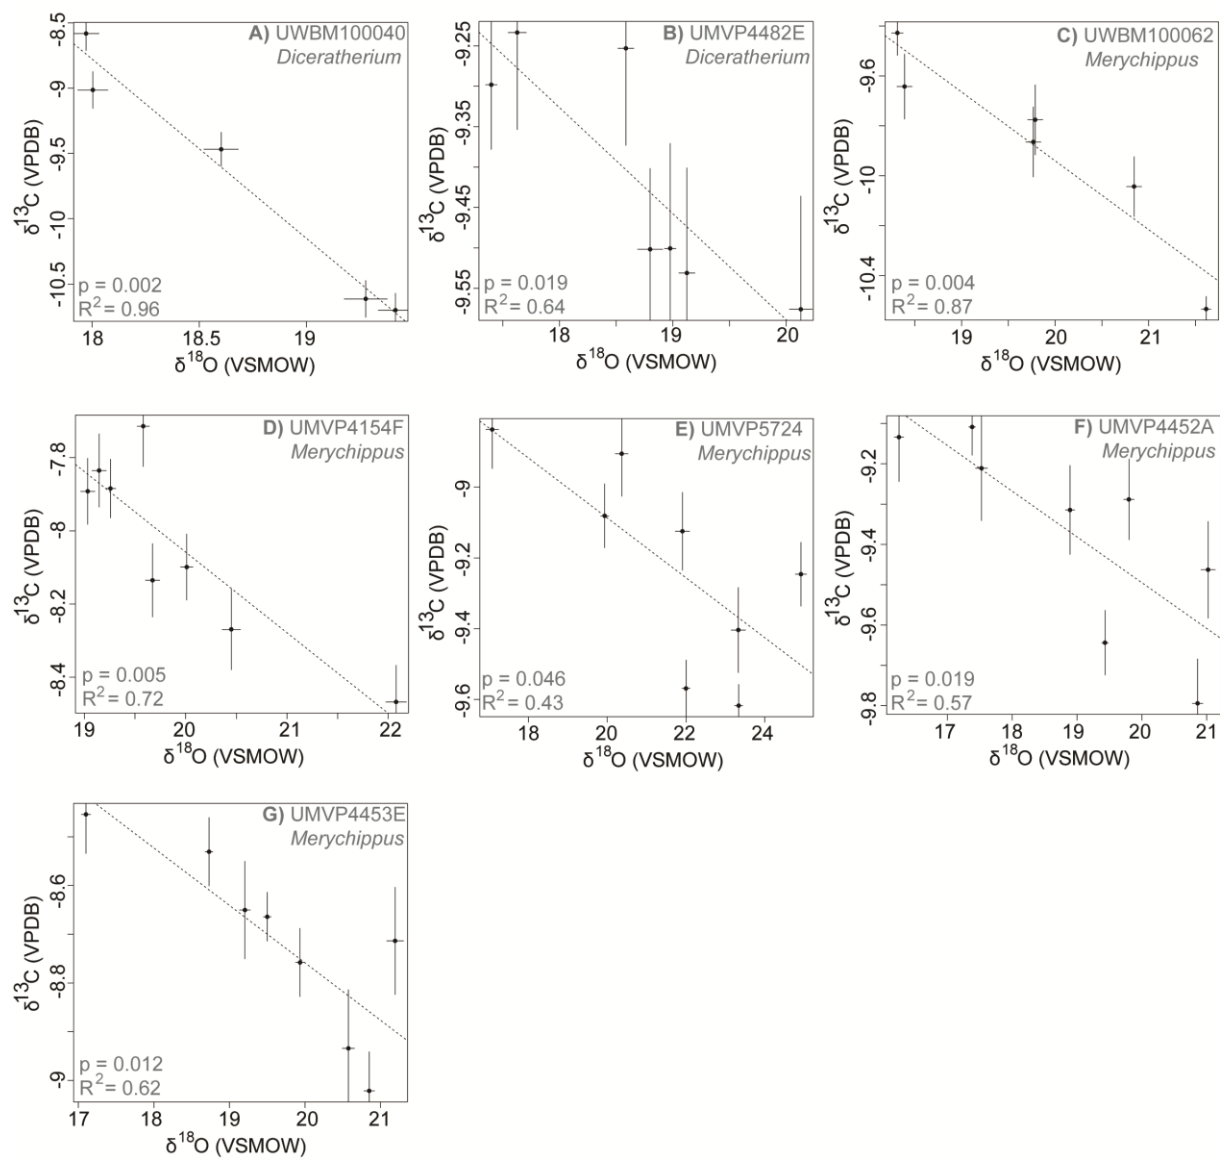 A) UWBM100040
Diceratherium
-8.5
-9
-9.5
-10
-10.5
δ13C (VPDB)
p = 0.002
R2 = 0.96
18
18.5
19
δ18O (VSMOW)
B) UMVP4482E
Diceratherium
-9.25
-9.35
-9.45
-9.55
δ13C (VPDB)
p = 0.019
R2 = 0.64
18
19
20
δ18O (VSMOW)
C) UWBM100062
Merychippus
-9.6
-10
-10.4
δ13C (VPDB)
p = 0.004
R2 = 0.87
19
20
21
δ18O (VSMOW)
D) UMVP4154F
Merychippus
-7.8
-8
-8.2
-8.4
δ13C (VPDB)
p = 0.005
R2 = 0.72
19
20
21
22
δ18O (VSMOW)
E) UMVP5724
Merychippus
-9
-9.2
-9.4
-9.6
δ13C (VPDB)
p = 0.046
R2 = 0.43
18
20
22
24
δ18O (VSMOW)
F) UMVP4452A
Merychippus
-9.2
-9.4
-9.6
-9.8
δ13C (VPDB)
p = 0.019
R2 = 0.57
17
18
19
20
21
δ18O (VSMOW)
G) UMVP4453E
Merychippus
-8.6
-8.8
-9
δ13C (VPDB)
p = 0.012
R2 = 0.62
17
18
19
20
21
δ18O (VSMOW)